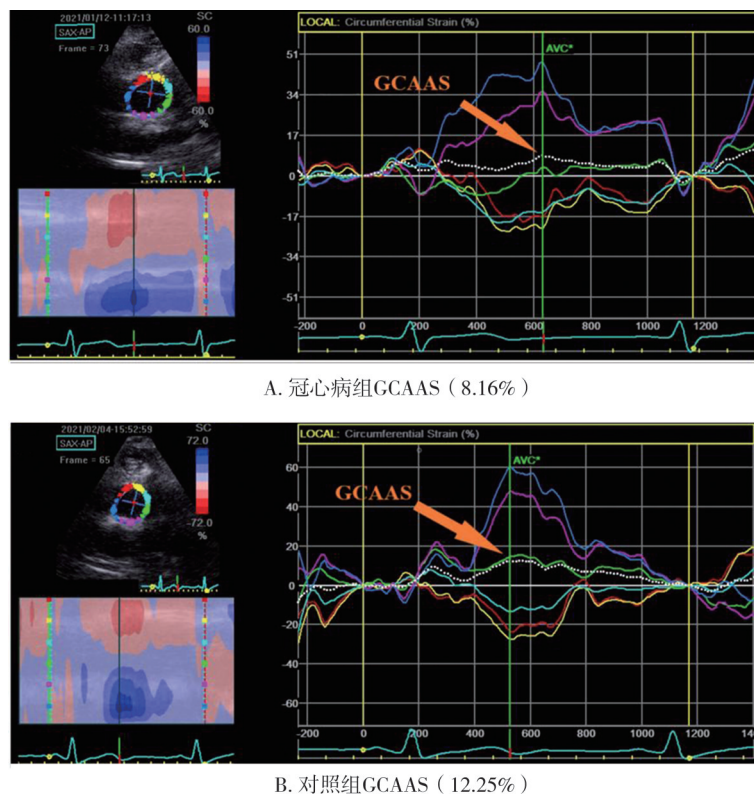 2021/01/12-11:17:13
SAX-AP
Frame = 73
SC
60.0
-60.0
%
LOCAL: Circumferential Strain (%)
AVC*
GCAAS
51
34
17
0
-17
-34
-51
-200 0 200 400 600 800 1000 1200
A. 冠心病组GCAAS（8.16%）
2021/02/04-15:52:59
SAX-AP
Frame = 65
SC
72.0
-72.0
%
LOCAL: Circumferential Strain (%)
AVC*
GCAAS
60
40
20
0
-20
-40
-60
-200 0 200 400 600 800 1000 1200 140
B. 对照组GCAAS（12.25%）